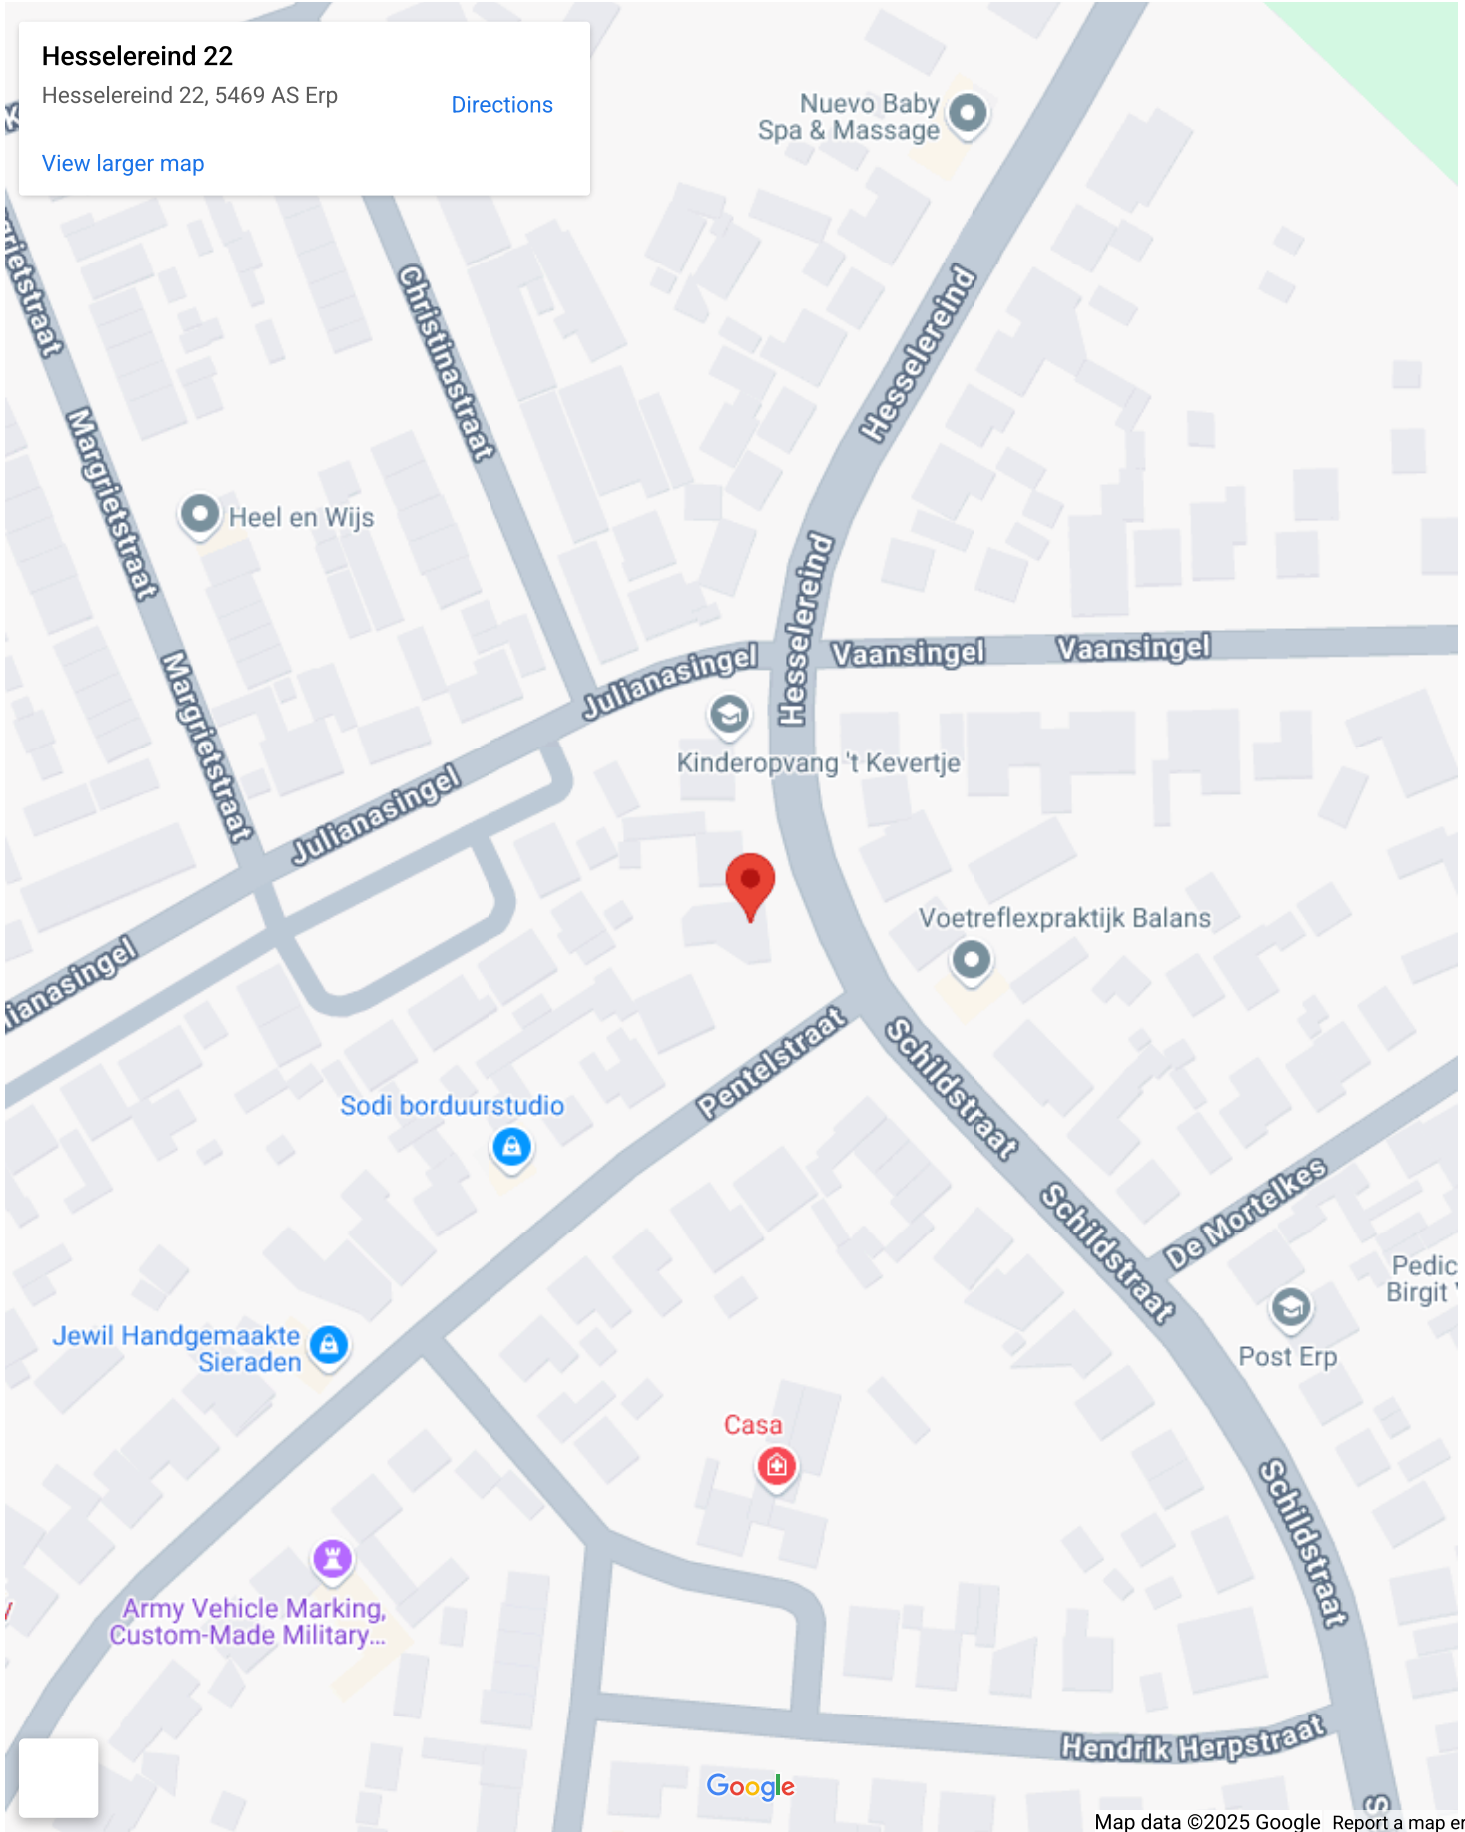 Hesselereind 22
Hesselereind 22, 5469 AS Erp
Directions
View larger map
Nuevo Baby
Spa & Massage
Christinastraat
Hesselereind
Margrietstraat
Heel en Wijs
Hesselereind
Julianasingel
Vaansingel
Vaansingel
Margrietstraat
Kinderopvang 't Kevertje
Julianasingel
Voetreflexpraktijk Balans
Pentelstraat
Schildstraat
Sodi borduurstudio
Schildstraat
De Mortelkes
Jewil Handgemaakte
Sieraden
Post Erp
Casa
Schildstraat
Army Vehicle Marking,
Custom-Made Military...
Hendrik Herpstraat
Google
Map data ©2025 Google
Report a map er